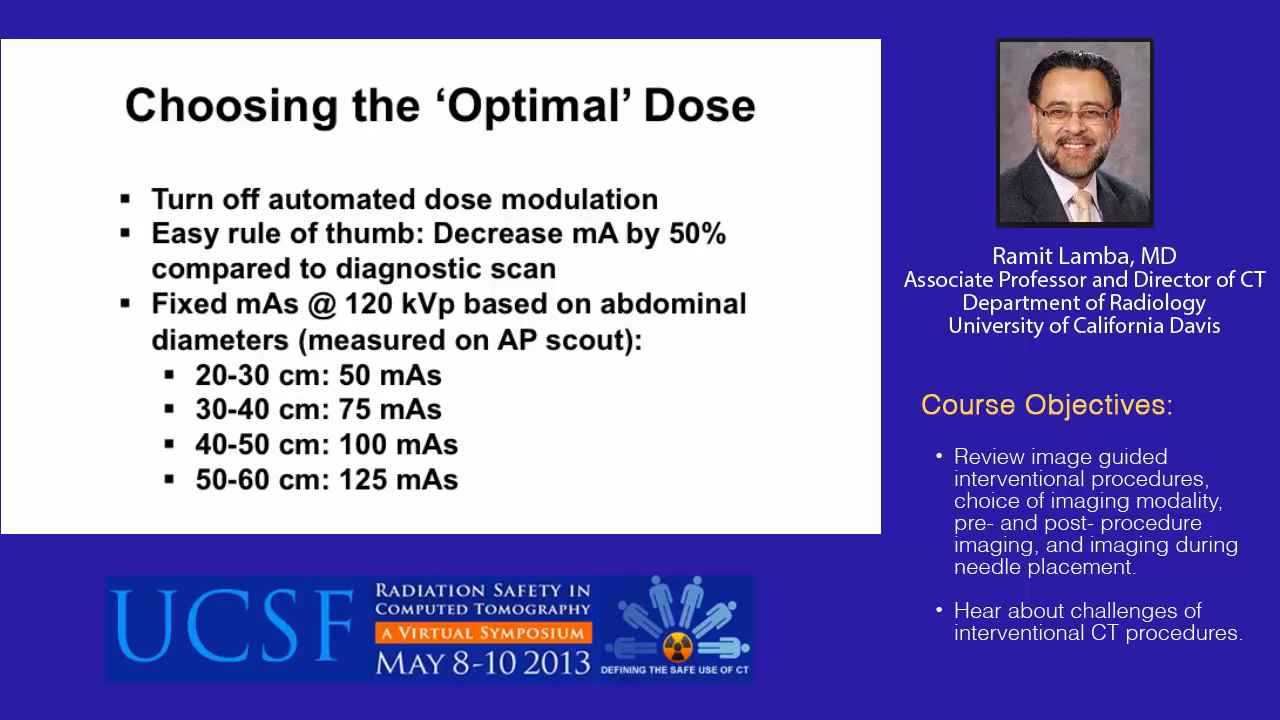 Choosing the ‘Optimal’ Dose
▪ Turn off automated dose modulation
▪ Easy rule of thumb: Decrease mA by 50%
compared to diagnostic scan
▪ Fixed mAs @ 120 kVp based on abdominal
diameters (measured on AP scout):
▪ 20-30 cm: 50 mAs
▪ 30-40 cm: 75 mAs
▪ 40-50 cm: 100 mAs
▪ 50-60 cm: 125 mAs
Ramit Lamba, MD
Associate Professor and Director of CT
Department of Radiology
University of California Davis
Course Objectives:
• Review image guided
interventional procedures,
choice of imaging modality,
pre- and post- procedure
imaging, and imaging during
needle placement.
• Hear about challenges of
interventional CT procedures.
UCSF
RADIATION SAFETY IN
COMPUTED TOMOGRAPHY
A VIRTUAL SYMPOSIUM
MAY 8-10 2013
DEFINING THE SAFE USE OF CT